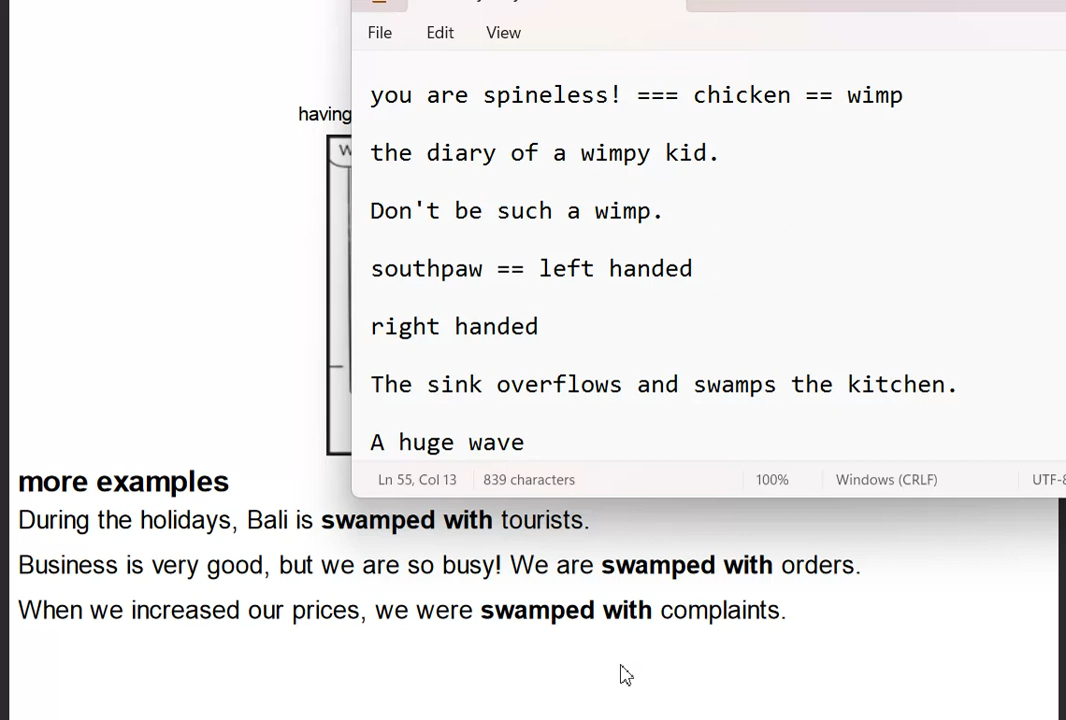 File Edit View
you are spineless! === chicken == wimp
having
the diary of a wimpy kid.
Don't be such a wimp.
southpaw == left handed
right handed
The sink overflows and swamps the kitchen.
A huge wave
Ln 55, Col 13 839 characters 100% Windows (CRLF) UTF-8
more examples
During the holidays, Bali is swamped with tourists.
Business is very good, but we are so busy! We are swamped with orders.
When we increased our prices, we were swamped with complaints.